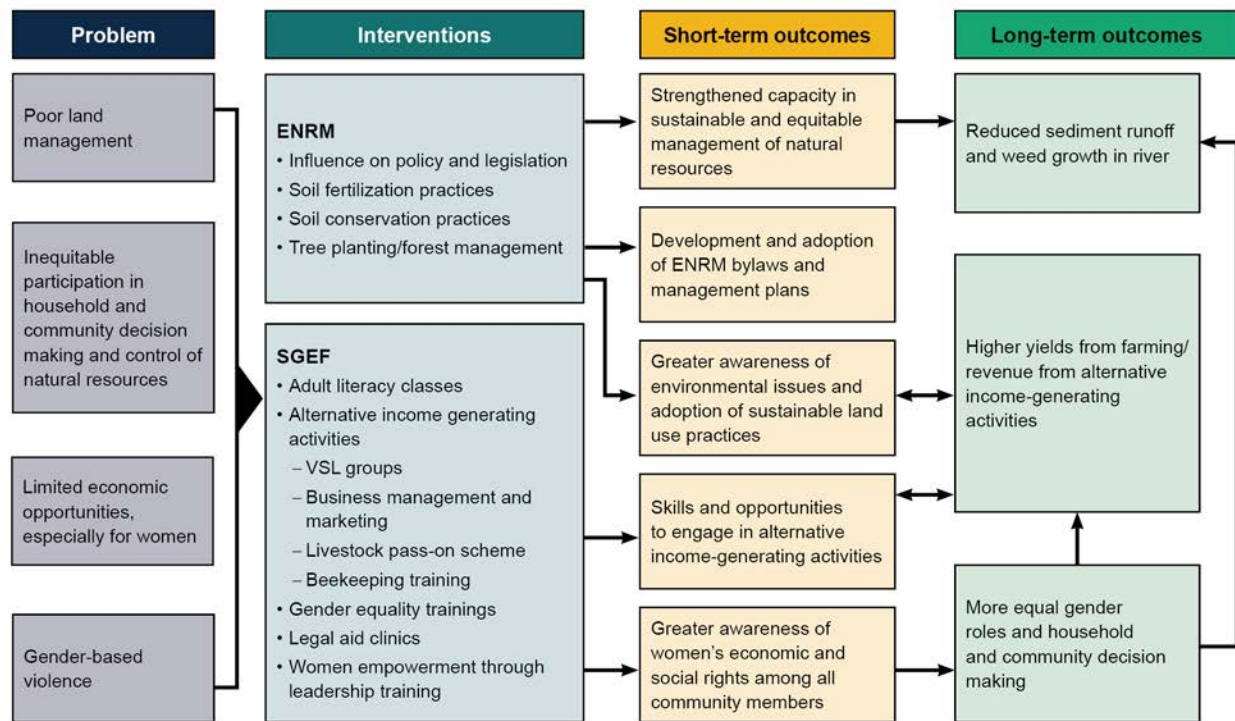 Problem
Poor land
management
Inequitable
participation in
household and
community decision
making and control of
natural resources
Limited economic
opportunities,
especially for women
Gender-based
violence
Interventions
ENRM
• Influence on policy and legislation
• Soil fertilization practices
• Soil conservation practices
• Tree planting/forest management
SGEF
• Adult literacy classes
• Alternative income generating
activities
– VSL groups
– Business management and
marketing
– Livestock pass-on scheme
– Beekeeping training
• Gender equality trainings
• Legal aid clinics
• Women empowerment through
leadership training
Short-term outcomes
Strengthened capacity in
sustainable and equitable
management of natural
resources
Development and adoption
of ENRM bylaws and
management plans
Greater awareness of
environmental issues and
adoption of sustainable land
use practices
Skills and opportunities
to engage in alternative
income-generating activities
Greater awareness of
women's economic and
social rights among all
community members
Long-term outcomes
Reduced sediment runoff
and weed growth in river
Higher yields from farming/
revenue from alternative
income-generating
activities
More equal gender
roles and household
and community decision
making